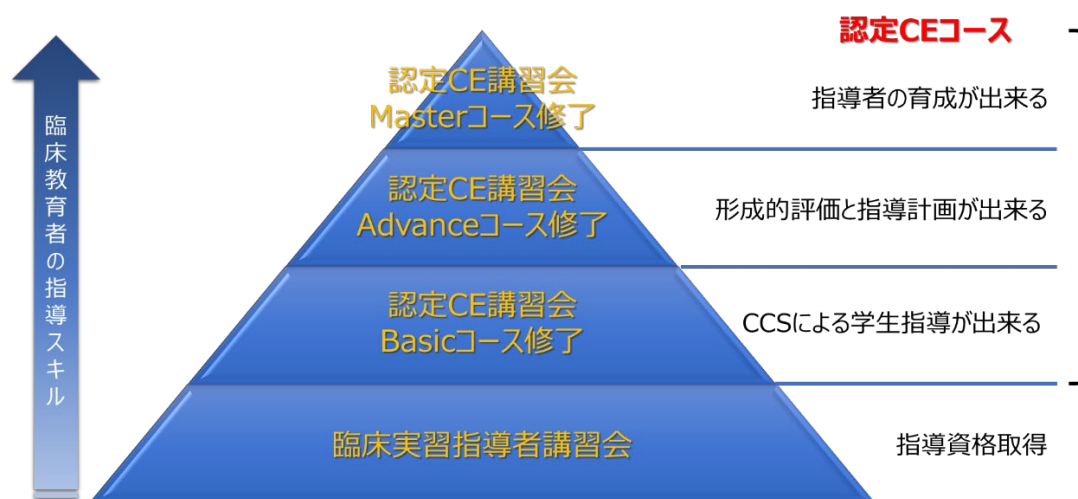 認定CEコース
臨床教育者の指導スキル
認定CE講習会
Masterコース修了
指導者の育成が出来る
認定CE講習会
Advanceコース修了
形成的評価と指導計画が出来る
認定CE講習会
Basicコース修了
CCSによる学生指導が出来る
臨床実習指導者講習会
指導資格取得